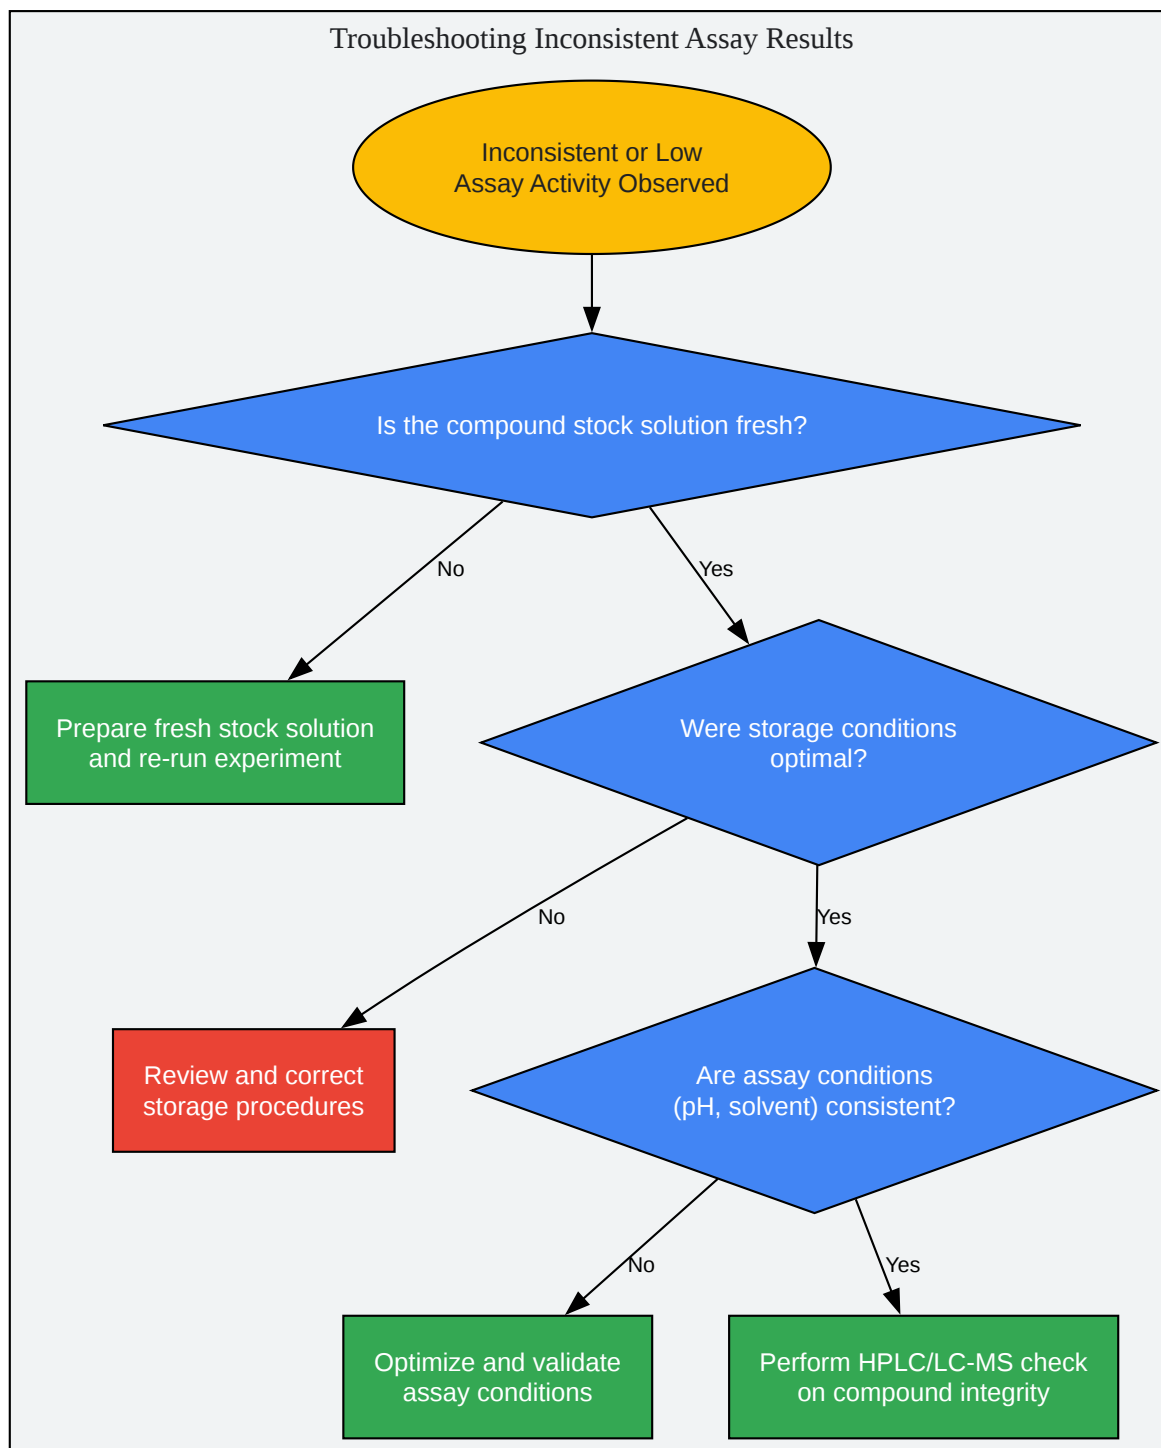 Troubleshooting Inconsistent Assay Results
Inconsistent or Low
Assay Activity Observed
Is the compound stock solution fresh?
No
Yes
Prepare fresh stock solution
and re-run experiment
Were storage conditions
optimal?
No
Yes
Review and correct
storage procedures
Are assay conditions
(pH, solvent) consistent?
No
Yes
Optimize and validate
assay conditions
Perform HPLC/LC-MS check
on compound integrity